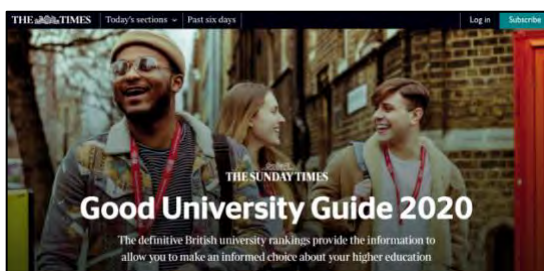 THE TIMES Today's sections Past six days Log in Subscribe
THE SUNDAY TIMES
Good University Guide 2020
The definitive British university rankings provide the information to
allow you to make an informed choice about your higher education